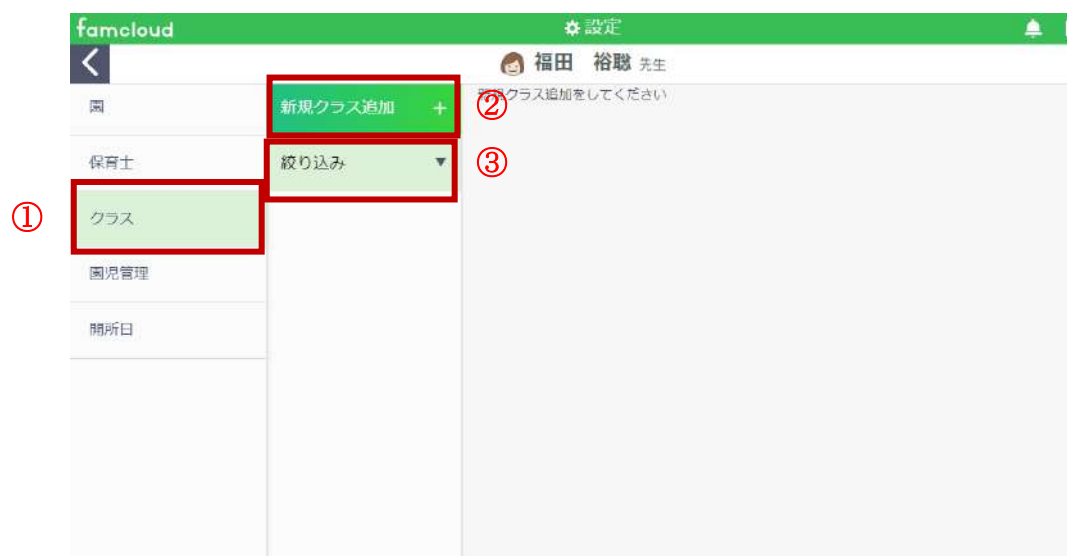 famcloud
設定
福田 裕聡 先生
園
新規クラス追加 +
②
規クラス追加をしてください
保育士
絞り込み ▼
③
①
クラス
園児管理
開所日